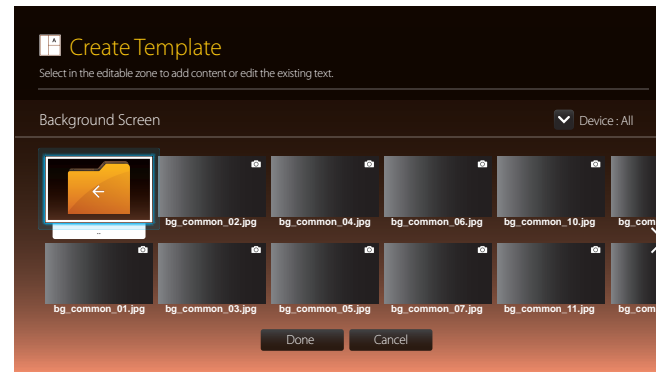 Create Template
Select in the editable zone to add content or edit the existing text.
Background Screen
Device : All
bg_common_02.jpg bg_common_04.jpg bg_common_06.jpg bg_common_10.jpg bg_com
..
bg_common_01.jpg bg_common_03.jpg bg_common_05.jpg bg_common_07.jpg bg_common_11.jpg bg_com
Done Cancel